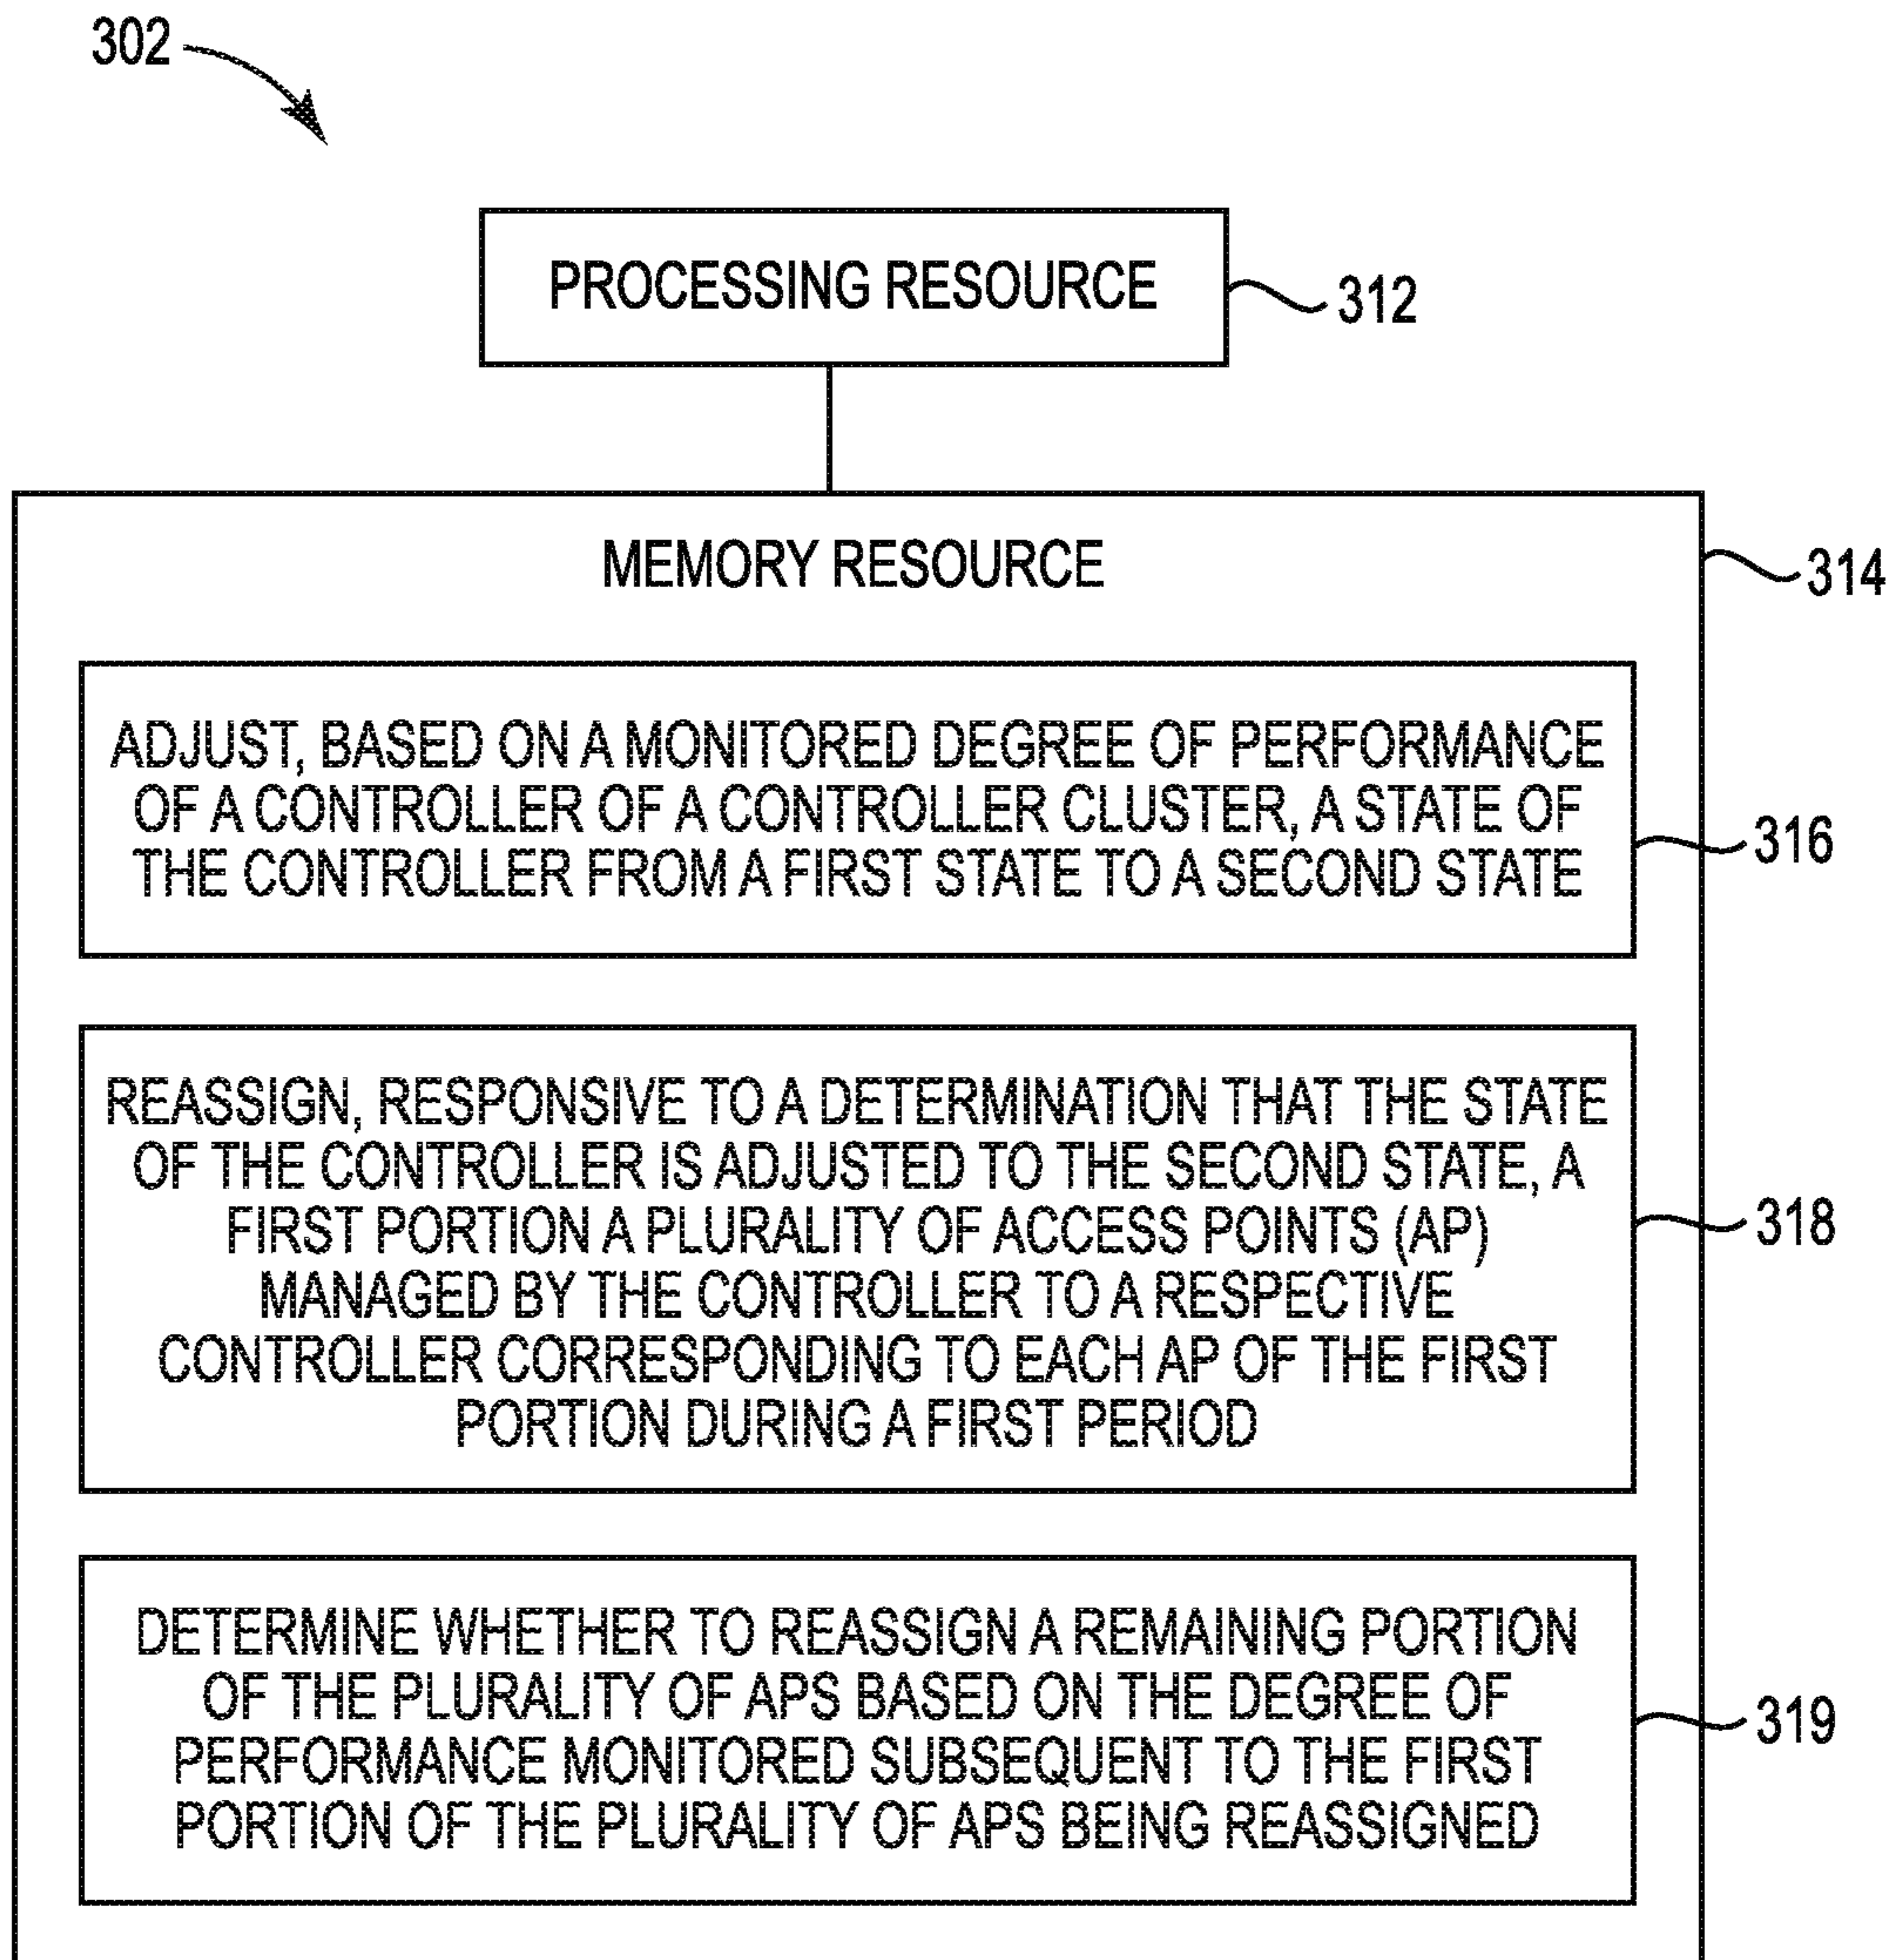 302
PROCESSING RESOURCE
312
MEMORY RESOURCE
314
ADJUST, BASED ON A MONITORED DEGREE OF PERFORMANCE
OF A CONTROLLER OF A CONTROLLER CLUSTER, A STATE OF
THE CONTROLLER FROM A FIRST STATE TO A SECOND STATE
316
REASSIGN, RESPONSIVE TO A DETERMINATION THAT THE STATE
OF THE CONTROLLER IS ADJUSTED TO THE SECOND STATE, A
FIRST PORTION A PLURALITY OF ACCESS POINTS (AP)
MANAGED BY THE CONTROLLER TO A RESPECTIVE
CONTROLLER CORRESPONDING TO EACH AP OF THE FIRST
PORTION DURING A FIRST PERIOD
318
DETERMINE WHETHER TO REASSIGN A REMAINING PORTION
OF THE PLURALITY OF APS BASED ON THE DEGREE OF
PERFORMANCE MONITORED SUBSEQUENT TO THE FIRST
PORTION OF THE PLURALITY OF APS BEING REASSIGNED
319